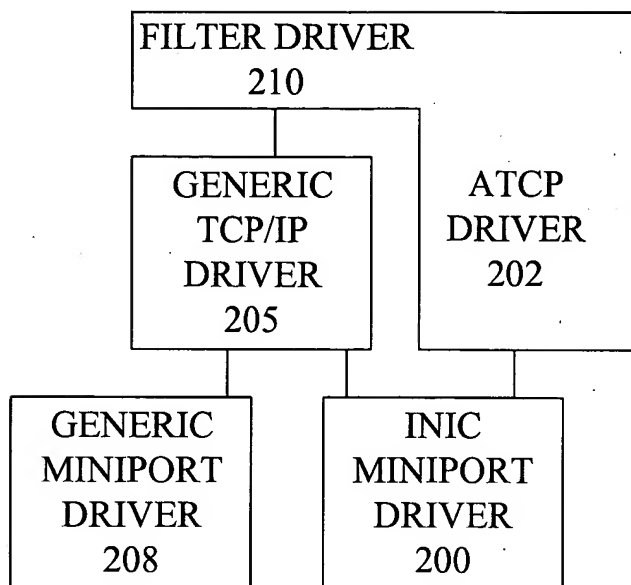 FILTER DRIVER
210
GENERIC
TCP/IP
DRIVER
205
ATCP
DRIVER
202
GENERIC
MINIPORT
DRIVER
208
INIC
MINIPORT
DRIVER
200